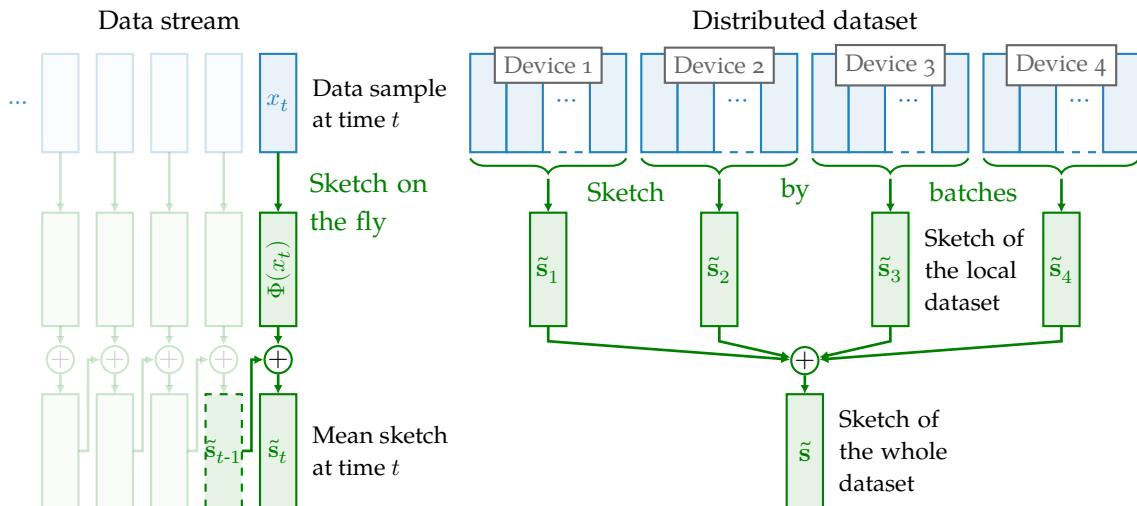 Data stream
...
x_t
Data sample
at time t
Sketch on
the fly
Φ(x_t)
+ + + + +
s̃_{t-1}
s̃_t
Mean sketch
at time t
Distributed dataset
Device 1 Device 2 Device 3 Device 4
... ... ... ...
Sketch by batches
s̃_1 s̃_2 s̃_3 s̃_4
Sketch of
the local
dataset
+
s̃
Sketch of
the whole
dataset